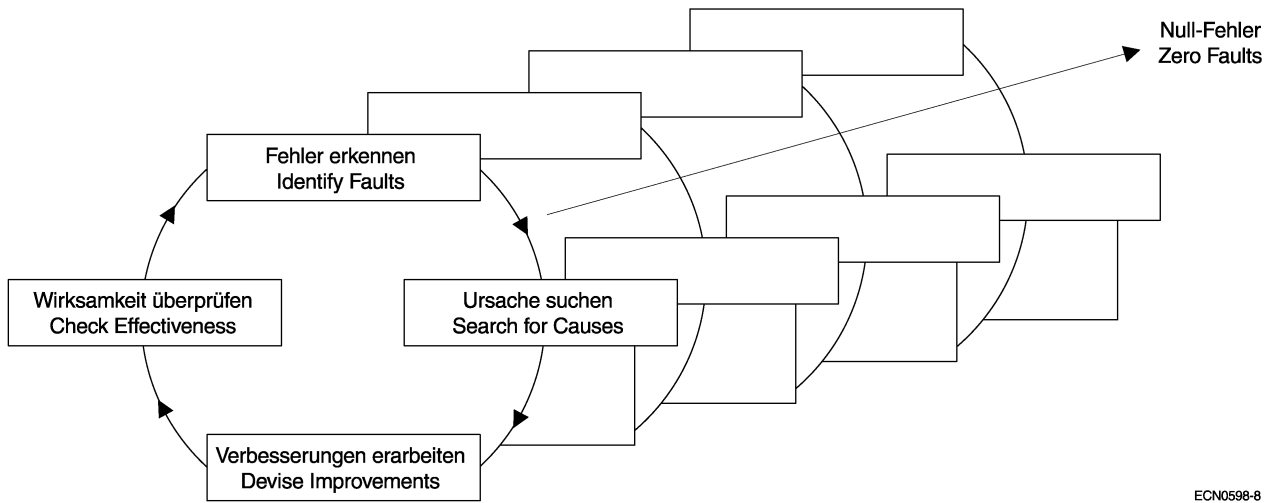 Null-Fehler
Zero Faults
Fehler erkennen
Identify Faults
Wirksamkeit überprüfen
Check Effectiveness
Ursache suchen
Search for Causes
Verbesserungen erarbeiten
Devise Improvements
ECN0598-8